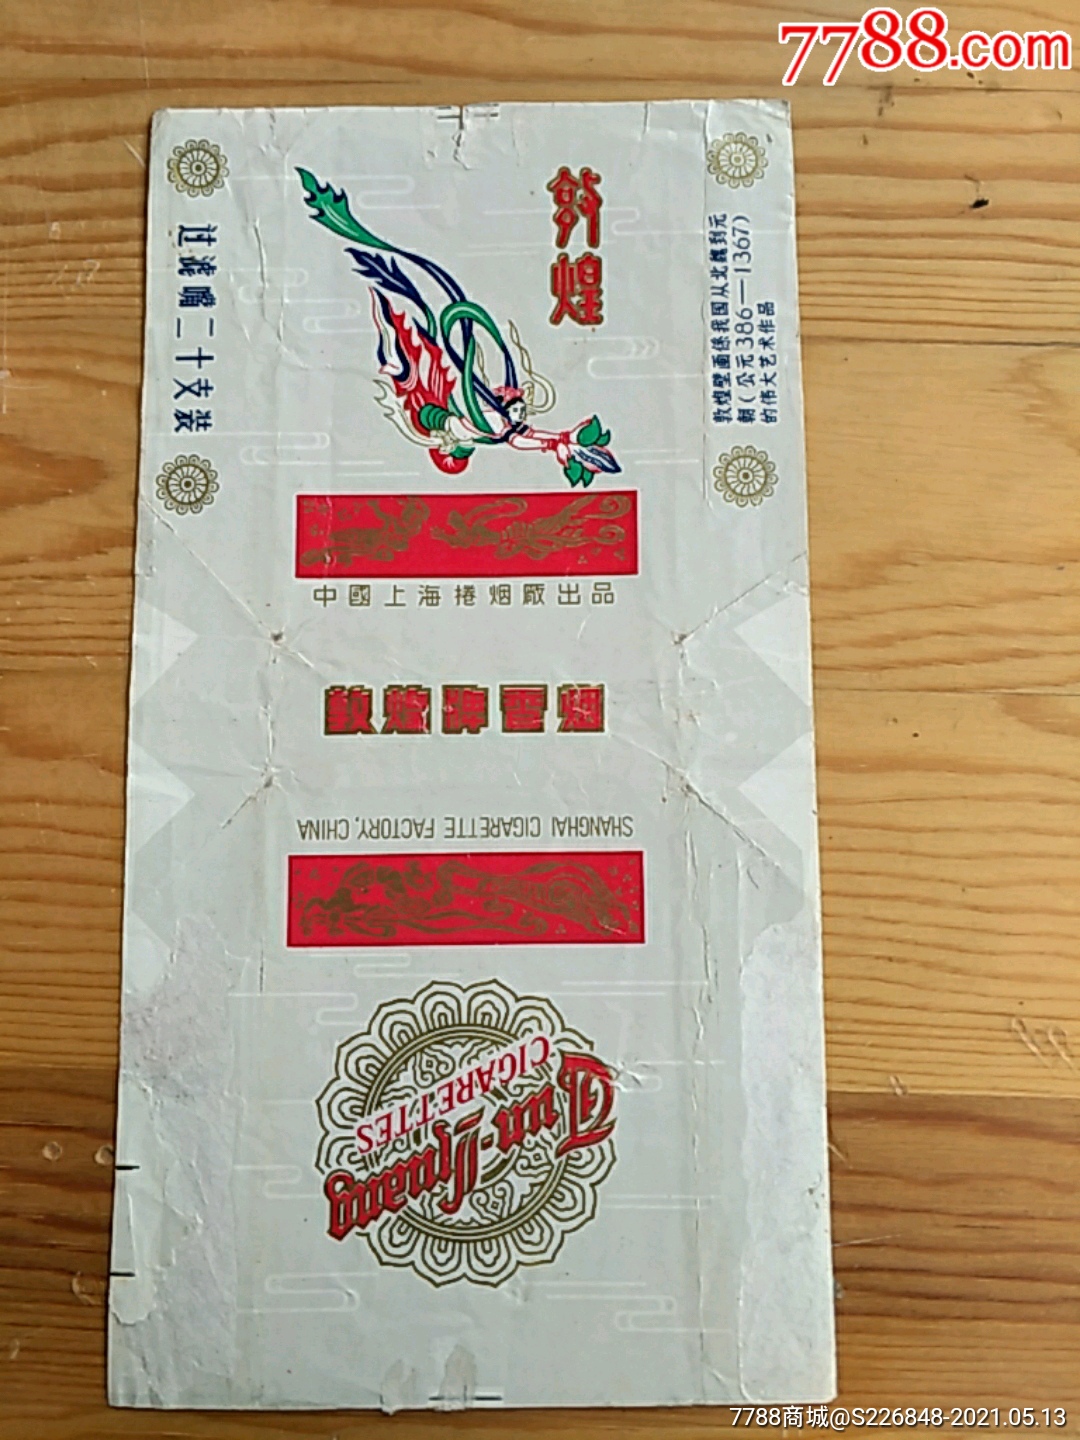 7788.com
敦煌
过滤嘴二十支装
敦煌壁画係我国从北魏到元
朝(公元386—1367)
的伟大艺术作品
中國上海捲烟厰出品
敦煌牌香烟
SHANGHAI CIGARETTE FACTORY, CHINA
Tun-Huang
CIGARETTES
7788商城@S226848-2021.05.13